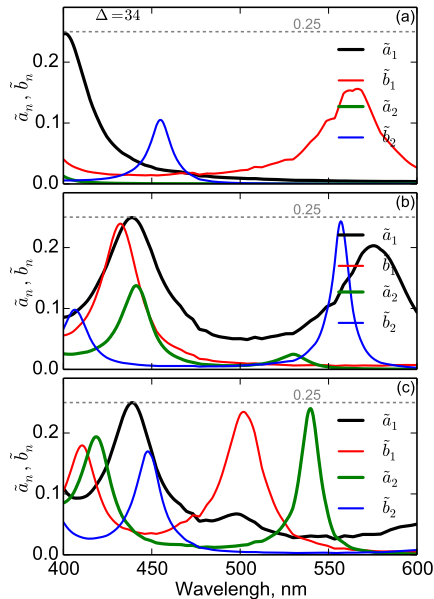 Δ=34
0.25
(a)
ã₁
b̃₁
ã₂
b̃₂
ãₙ, b̃ₙ
0.2
0.1
0.0
0.25
(b)
ã₁
b̃₁
ã₂
b̃₂
ãₙ, b̃ₙ
0.2
0.1
0.0
0.25
(c)
ã₁
b̃₁
ã₂
b̃₂
ãₙ, b̃ₙ
0.2
0.1
0.0
400 450 500 550 600
Wavelengh, nm